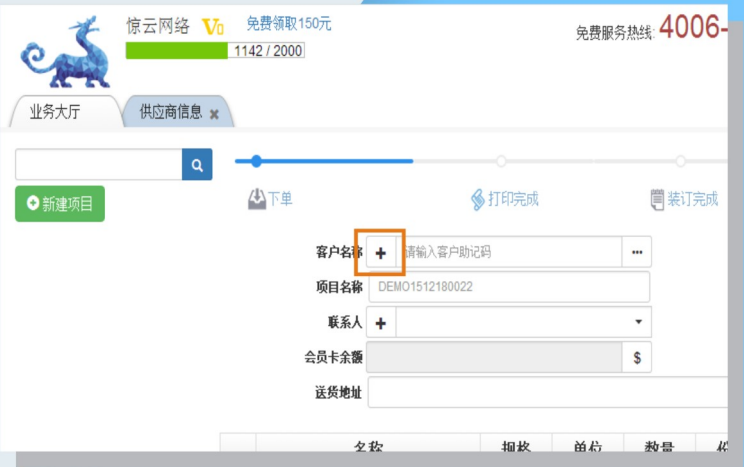 惊云网络 V0 免费领取150元
免费服务热线: 4006-
1142 / 2000
业务大厅 供应商信息 ×
新建项目
下单 打印完成 装订完成
客户名称 + 请输入客户助记码 ...
项目名称 DEMO1512180022
联系人 +
会员卡余额 $
送货地址
名称 规格 单位 数量